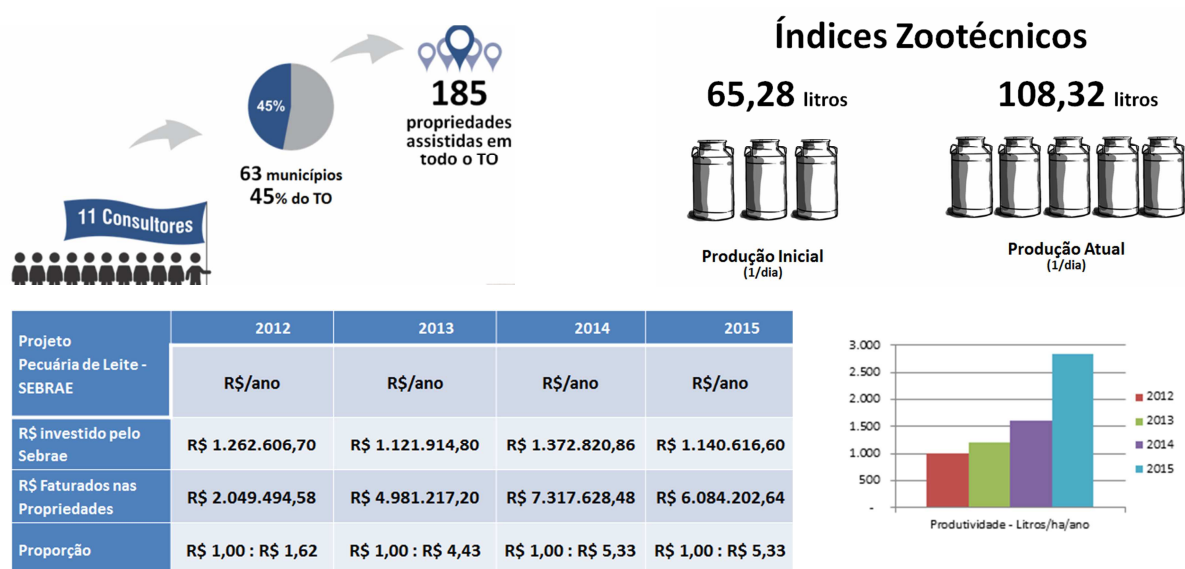 45%
63 municípios
45% do TO
185
propriedades
assistidas em
todo o TO
11 Consultores
Índices Zootécnicos
65,28 litros
108,32 litros
Produção Inicial
(1/dia)
Produção Atual
(1/dia)
Projeto
Pecuária de Leite -
SEBRAE
2012 2013 2014 2015
R$/ano R$/ano R$/ano R$/ano
R$ investido pelo
Sebrae
R$ 1.262.606,70 R$ 1.121.914,80 R$ 1.372.820,86 R$ 1.140.616,60
R$ Faturados nas
Propriedades
R$ 2.049.494,58 R$ 4.981.217,20 R$ 7.317.628,48 R$ 6.084.202,64
Proporção R$ 1,00 : R$ 1,62 R$ 1,00 : R$ 4,43 R$ 1,00 : R$ 5,33 R$ 1,00 : R$ 5,33
3.000
2.500
2.000
1.500
1.000
500
-
2012
2013
2014
2015
Produtividade - Litros/ha/ano